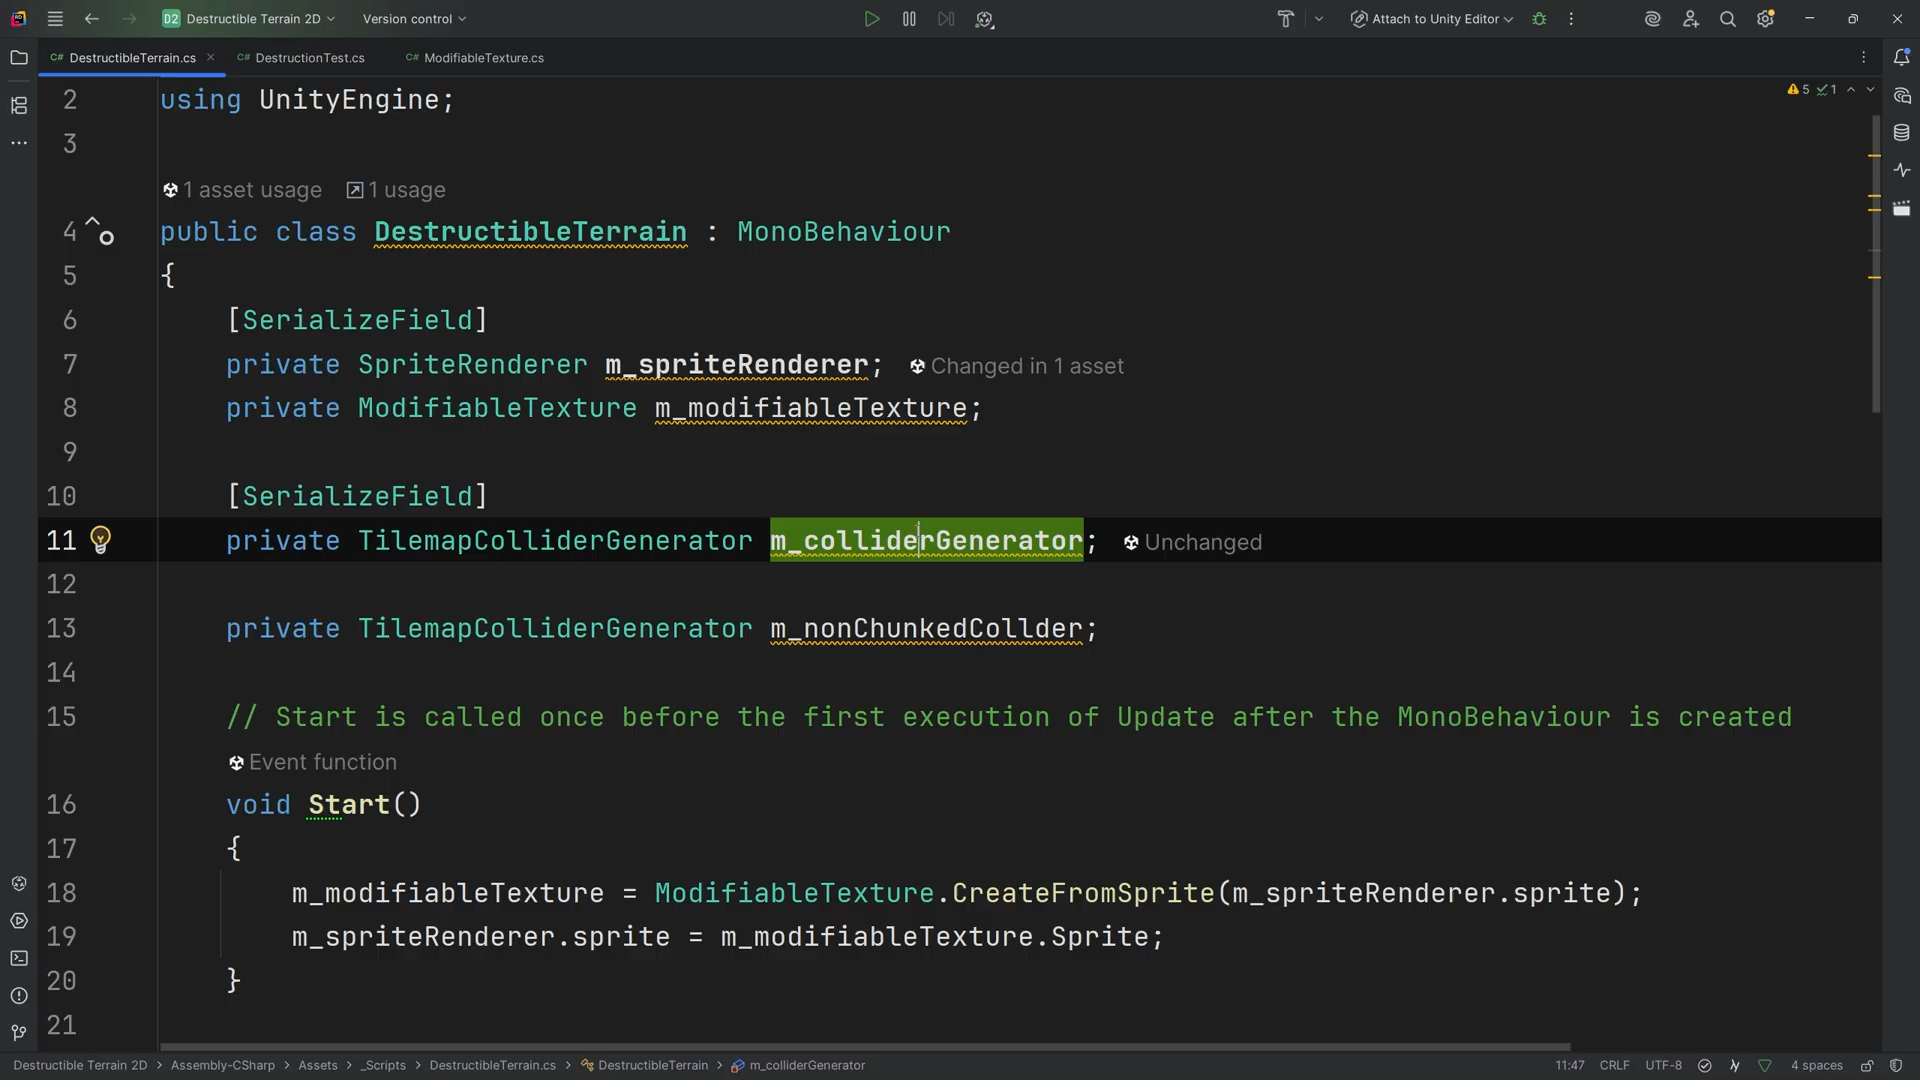 D2 Destructible Terrain 2D Version control Attach to Unity Editor
C# DestructibleTerrain.cs C# DestructionTest.cs C# ModifiableTexture.cs
5 1
2 using UnityEngine;
3
1 asset usage 1 usage
4 public class DestructibleTerrain : MonoBehaviour
5 {
6 [SerializeField]
7 private SpriteRenderer m_spriteRenderer; Changed in 1 asset
8 private ModifiableTexture m_modifiableTexture;
9
10 [SerializeField]
11 private TilemapColliderGenerator m_colliderGenerator; Unchanged
12
13 private TilemapColliderGenerator m_nonChunkedCollder;
14
15 // Start is called once before the first execution of Update after the MonoBehaviour is created
Event function
16 void Start()
17 {
18 m_modifiableTexture = ModifiableTexture.CreateFromSprite(m_spriteRenderer.sprite);
19 m_spriteRenderer.sprite = m_modifiableTexture.Sprite;
20 }
21
Destructible Terrain 2D > Assembly-CSharp > Assets > _Scripts > DestructibleTerrain.cs > DestructibleTerrain > m_colliderGenerator 11:47 CRLF UTF-8 4 spaces